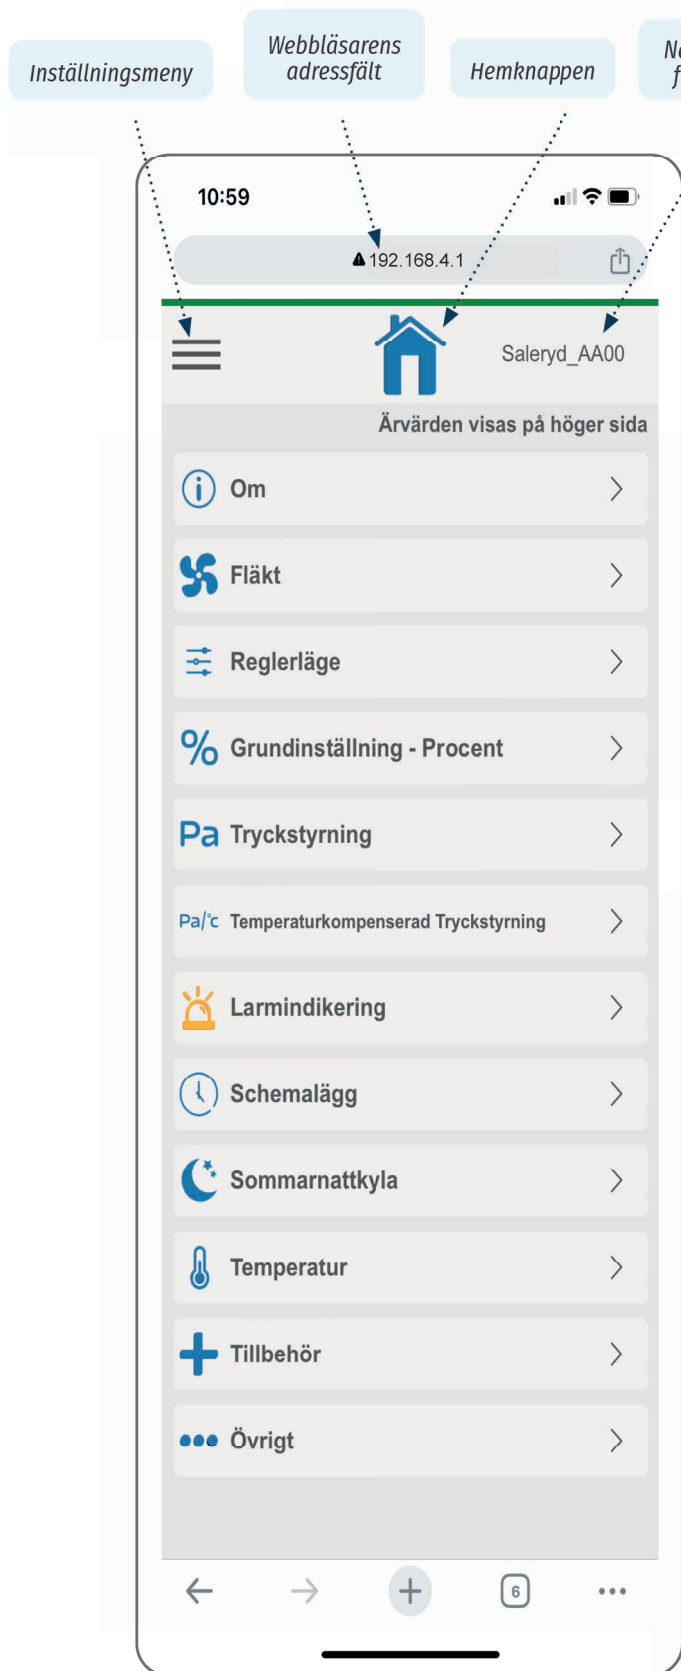 Inställningsmeny
Webbläsarens
adressfält
Hemknappen
10:59
192.168.4.1
Saleryd_AA00
Ärvärden visas på höger sida
Om
Fläkt
Reglerläge
% Grundinställning - Procent
Pa Tryckstyrning
Pa/°c Temperaturkompenserad Tryckstyrning
Larmindikering
Schemalägg
Sommarnattkyla
Temperatur
Tillbehör
Övrigt
6